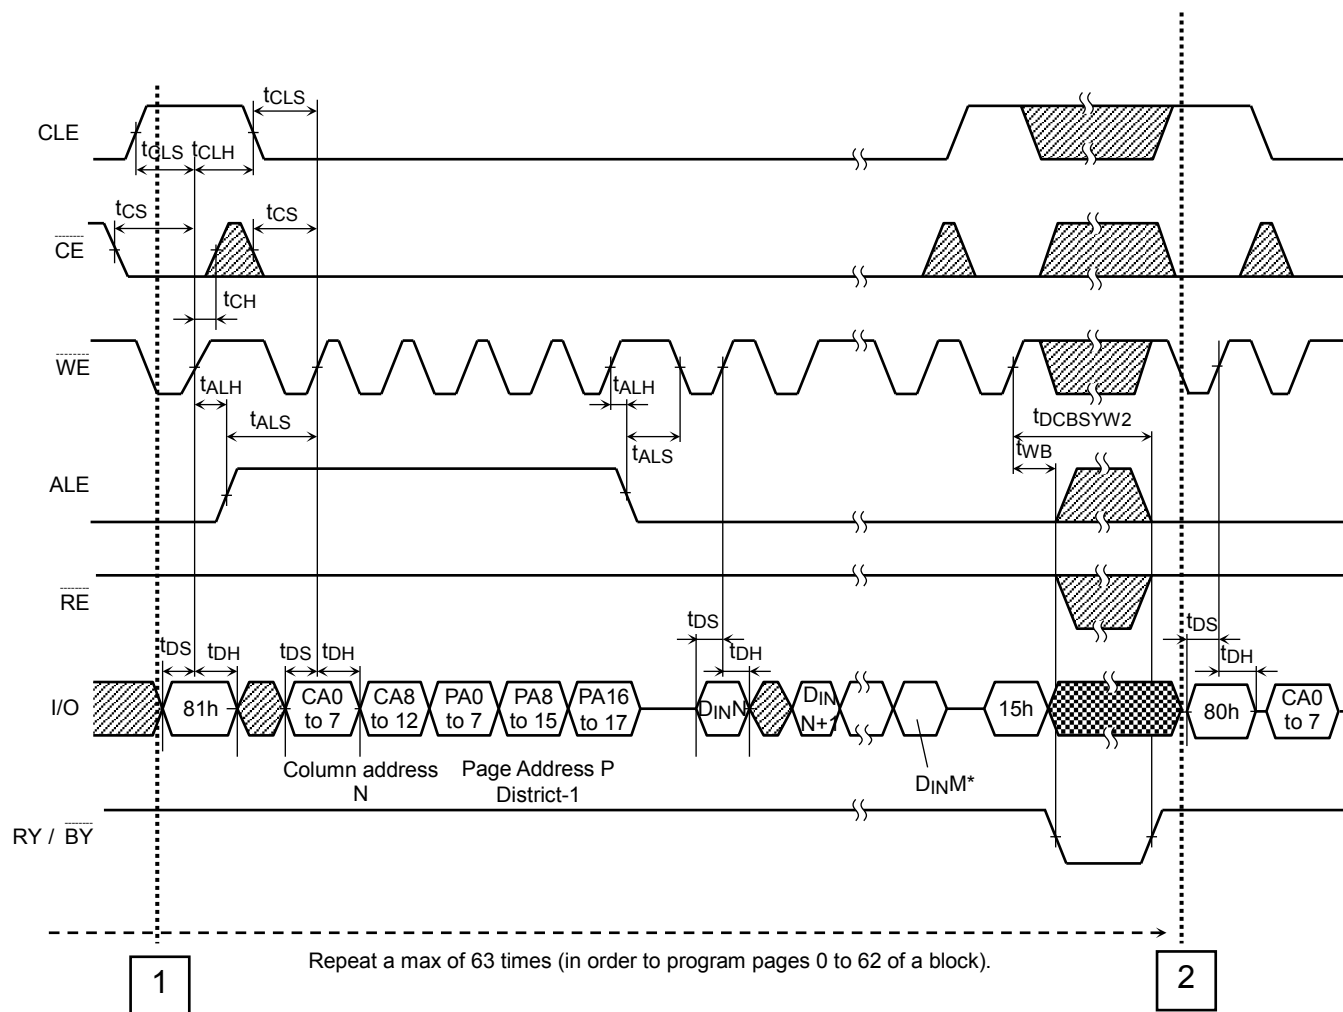 tCLS
CLE
tCLS tCLH
tCS tCS
CE
tCH
WE
tALH tALH
tDCBSYW2
tALS
tALS
tWB
ALE
RE
tDS tDH tDS tDH tDS tDH tDS tDH
I/O
81h
CA0 to 7
CA8 to 12
PA0 to 7
PA8 to 15
PA16 to 17
DINN
DIN N+1
15h
80h
CA0 to 7
Column address N
Page Address P District-1
DINM*
RY / BY
Repeat a max of 63 times (in order to program pages 0 to 62 of a block).
1
2